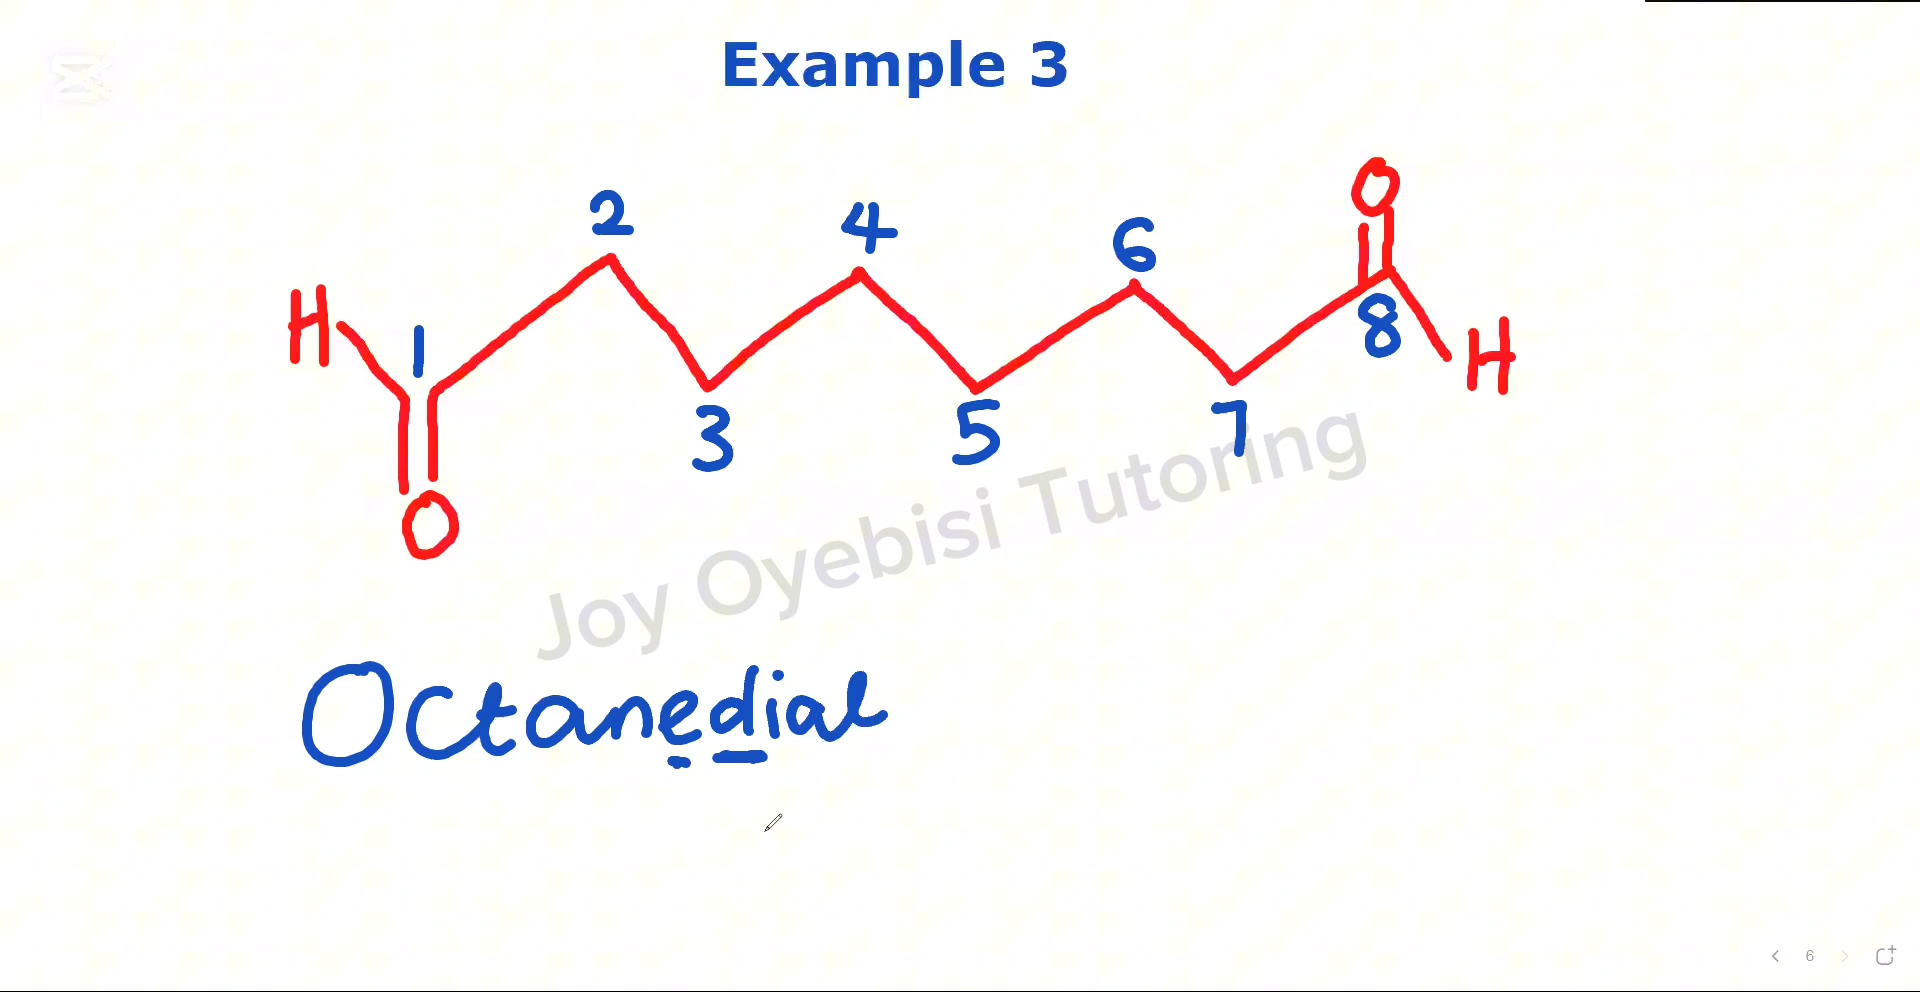 Example 3
O
2 4 6
H 1 8 H
3 5 7
O
Joy Oyebisi Tutoring
Octanedial
6